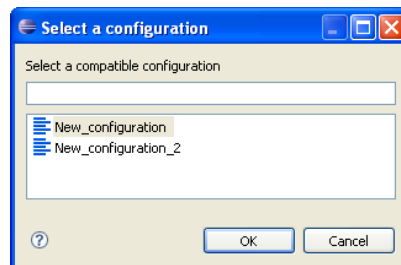 Select a configuration
Select a compatible configuration
New_configuration
New_configuration_2
?
OK
Cancel